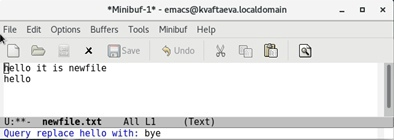 *Minibuf-1* - emacs@kvaftaeva.localdomain
File Edit Options Buffers Tools Minibuf Help
Save Undo
hello it is newfile
hello
U:**- newfile.txt All L1 (Text)
Query replace hello with: bye